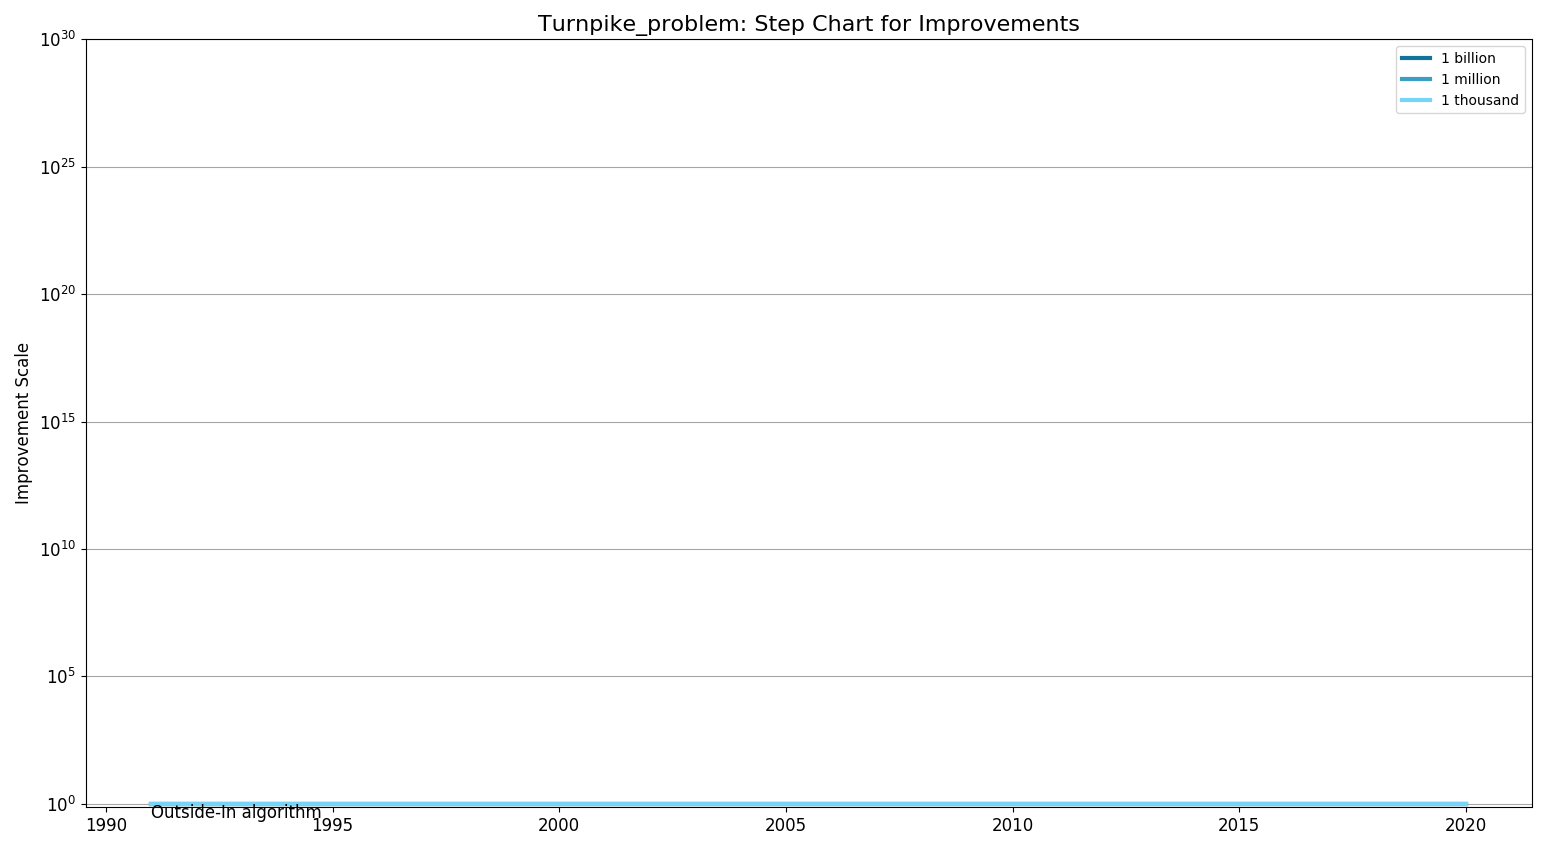 Turnpike_problem: Step Chart for Improvements
10^30
10^25
10^20
10^15
10^10
10^5
10^0
Improvement Scale
1 billion
1 million
1 thousand
Outside-In algorithm
1990 1995 2000 2005 2010 2015 2020